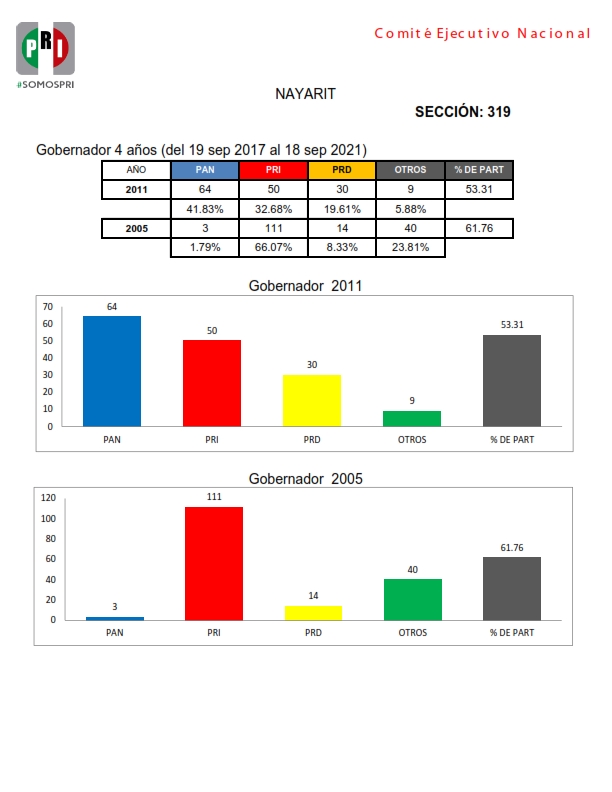 PRI
#SOMOSPRI
Comité Ejecutivo Nacional
NAYARIT
SECCIÓN: 319
Gobernador 4 años (del 19 sep 2017 al 18 sep 2021)
AÑO PAN PRI PRD OTROS % DE PART
2011 64 50 30 9 53.31
41.83% 32.68% 19.61% 5.88%
2005 3 111 14 40 61.76
1.79% 66.07% 8.33% 23.81%
Gobernador 2011
70
60
50
40
30
20
10
0
64 50 30 9 53.31
PAN PRI PRD OTROS % DE PART
Gobernador 2005
120
100
80
60
40
20
0
3 111 14 40 61.76
PAN PRI PRD OTROS % DE PART